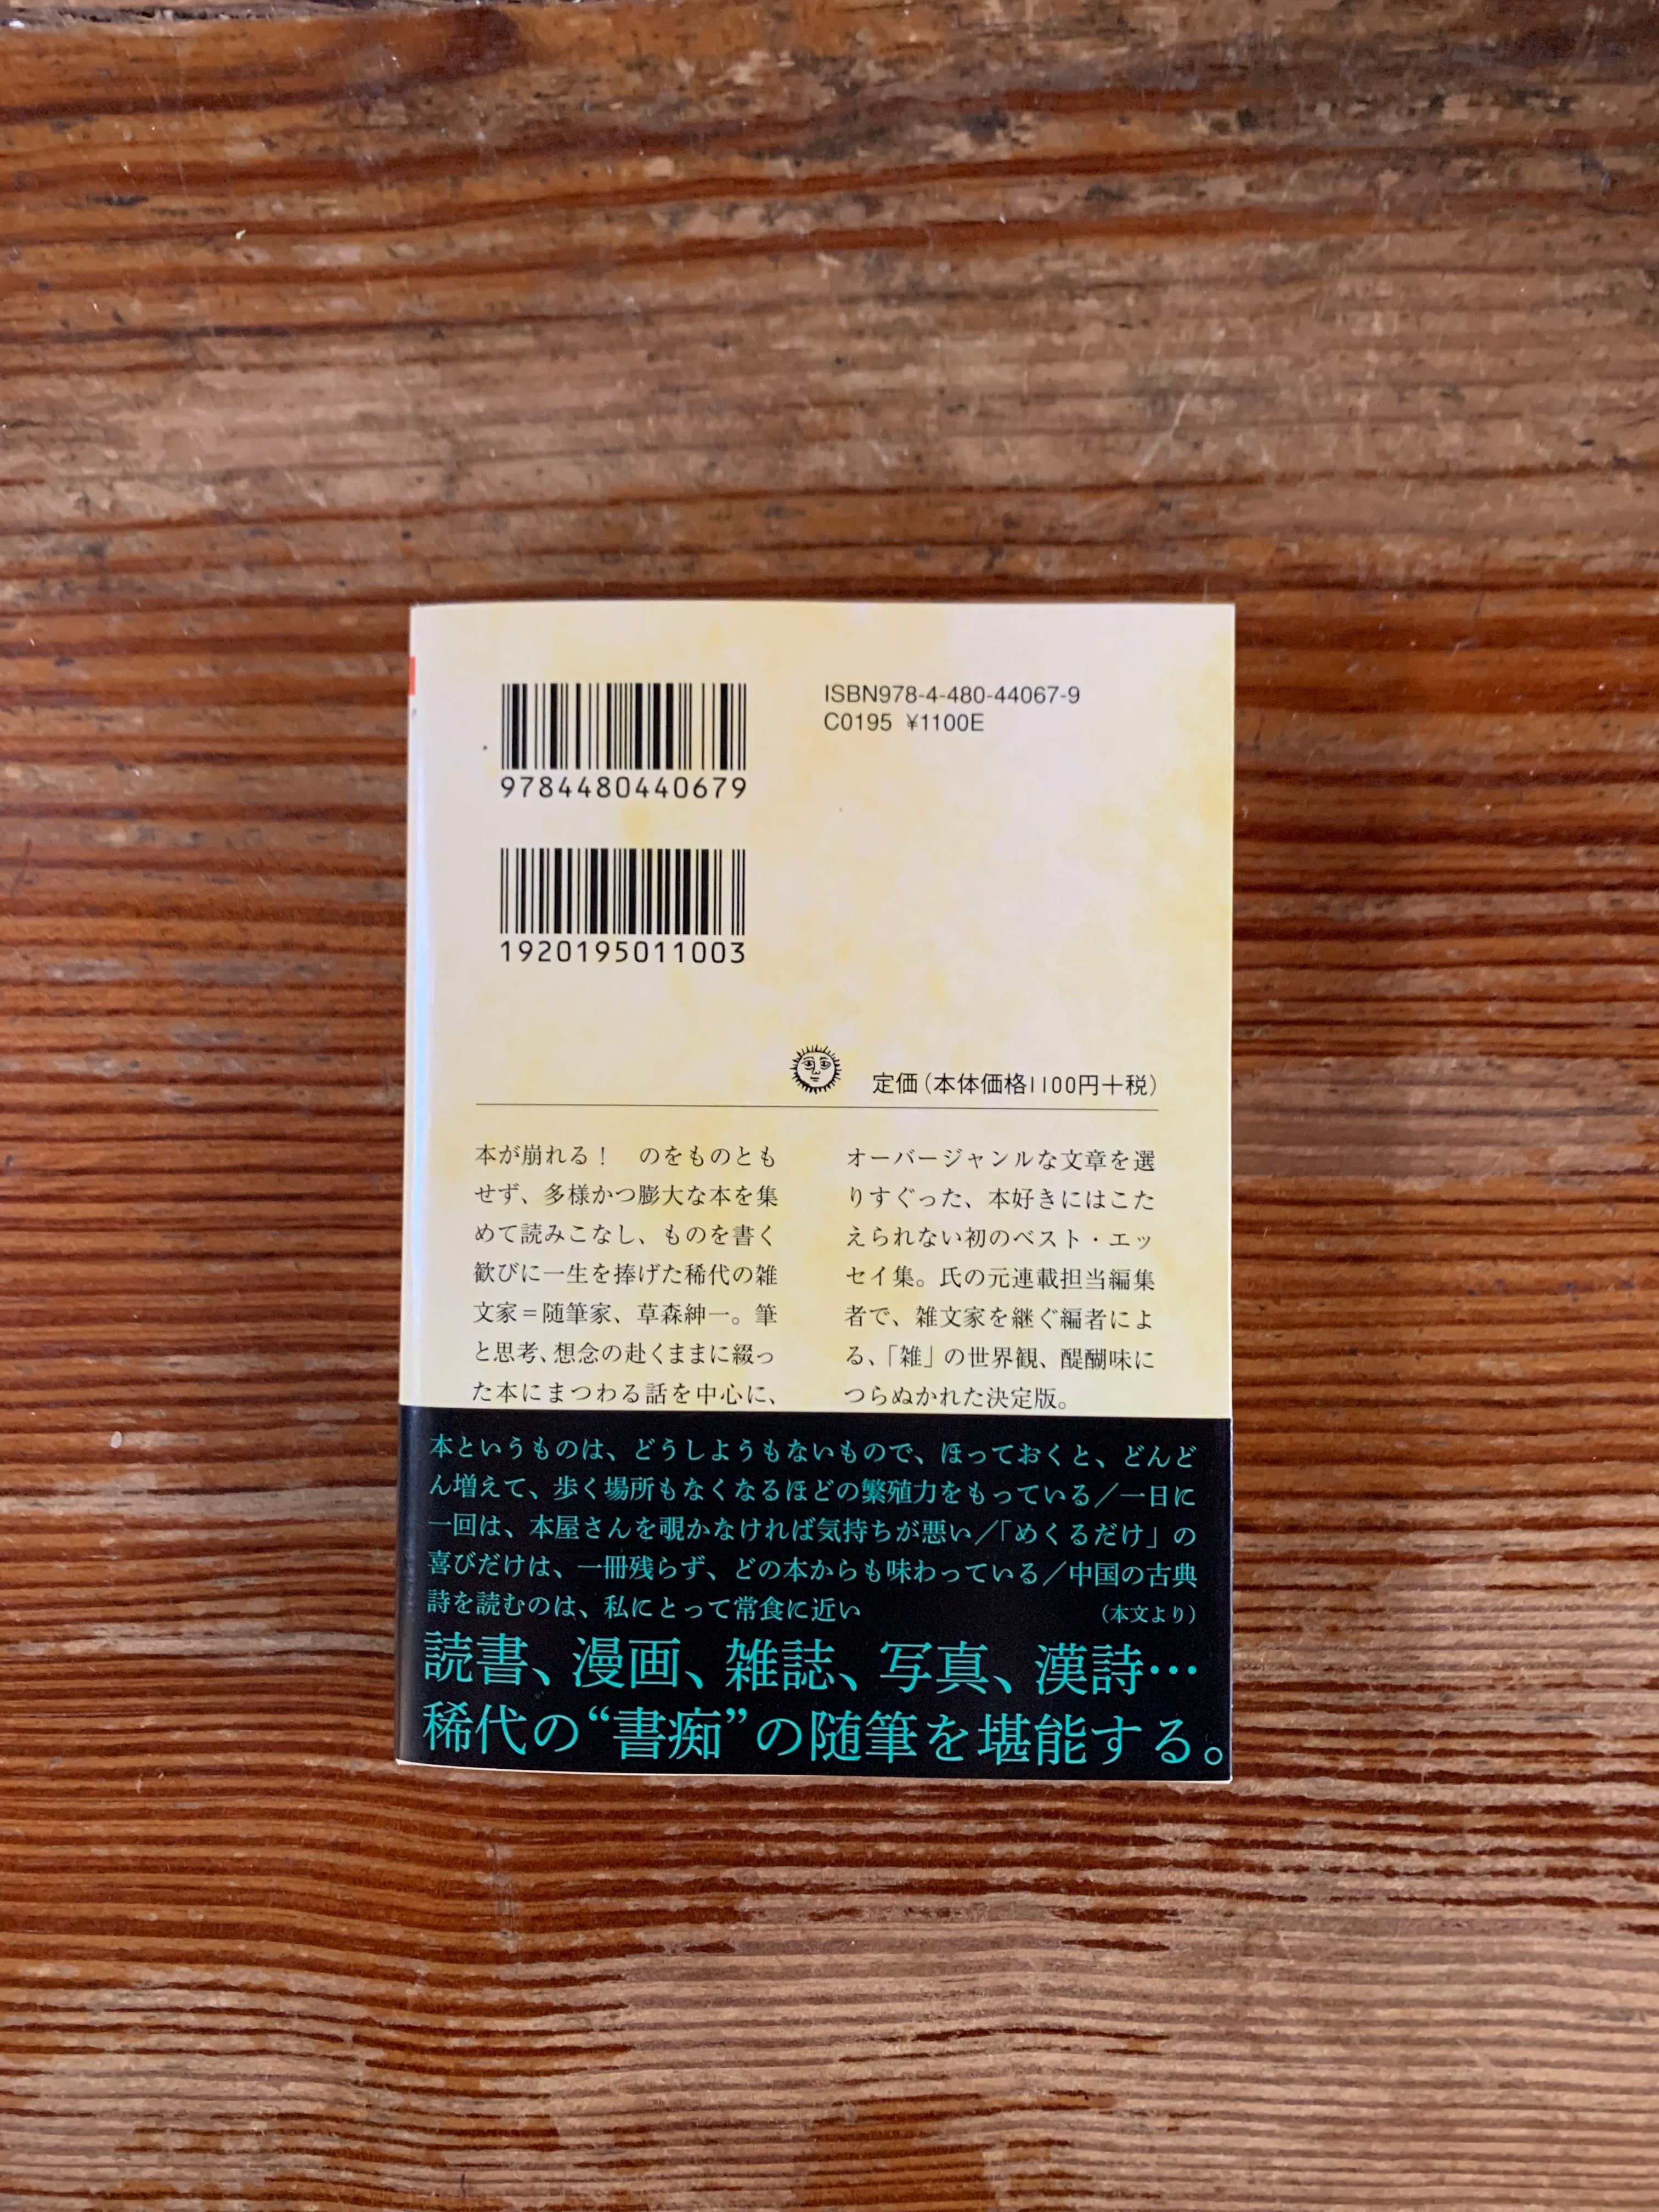 9784480440679
1920195011003
ISBN978-4-480-44067-9
C0195 ¥1100E
定価(本体価格1100円+税)
本が崩れる！　のをものとも
せず、多様かつ膨大な本を集
めて読みこなし、ものを書く
歓びに一生を捧げた稀代の雑
文家＝随筆家、草森紳一。筆
と思考、想念の赴くままに綴っ
た本にまつわる話を中心に、
オーバージャンルな文章を選
りすぐった、本好きにはこた
えられない初のベスト・エッ
セイ集。氏の元連載担当編集
者で、雑文家を継ぐ編者によ
る、「雑」の世界観、醍醐味に
つらぬかれた決定版。
本というものは、どうしようもないもので、ほっておくと、どんど
ん増えて、歩く場所もなくなるほどの繁殖力をもっている／一日に
一回は、本屋さんを覗かなければ気持ちが悪い／「めくるだけ」の
喜びだけは、一冊残らず、どの本からも味わっている／中国の古典
詩を読むのは、私にとって常食に近い　（本文より）
読書、漫画、雑誌、写真、漢詩…
稀代の“書痴”の随筆を堪能する。